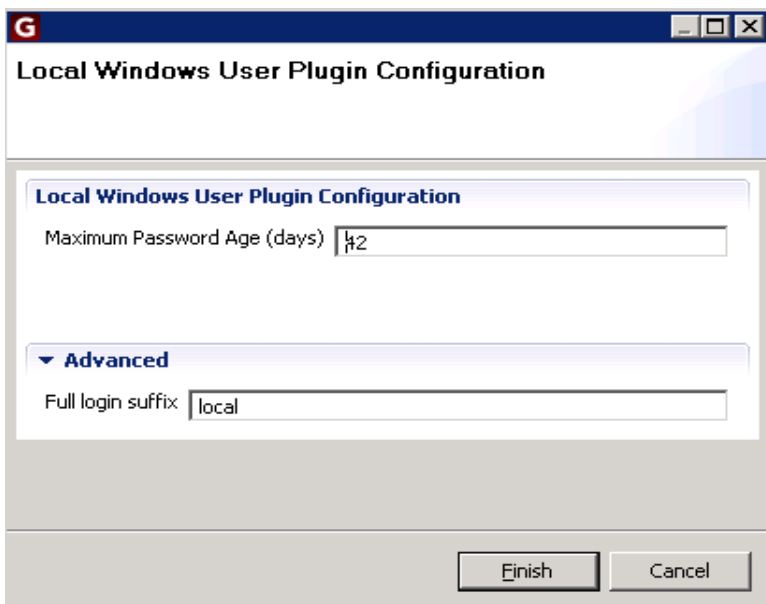 G
Local Windows User Plugin Configuration
Local Windows User Plugin Configuration
Maximum Password Age (days) 42
Advanced
Full login suffix local
Finish Cancel